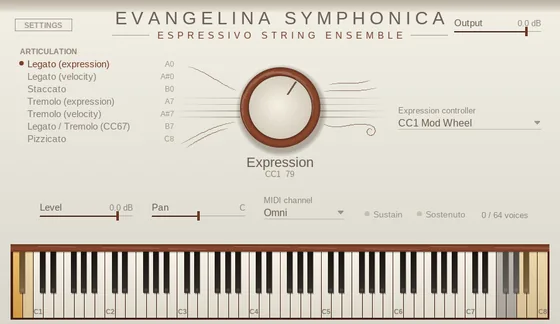 SETTINGS
EVANGELINA SYMPHONICA
ESPRESSIVO STRING ENSEMBLE
Output 0.0 dB
ARTICULATION
Legato (expression) A0
Legato (velocity) A#0
Staccato B0
Tremolo (expression) A7
Tremolo (velocity) A#7
Legato / Tremolo (CC67) B7
Pizzicato C8
Expression controller
CC1 Mod Wheel
Expression
CC1 79
Level 0.0 dB
Pan C
MIDI channel
Omni
Sustain
Sostenuto
0 / 64 voices
C1 C2 C3 C4 C5 C6 C7 C8